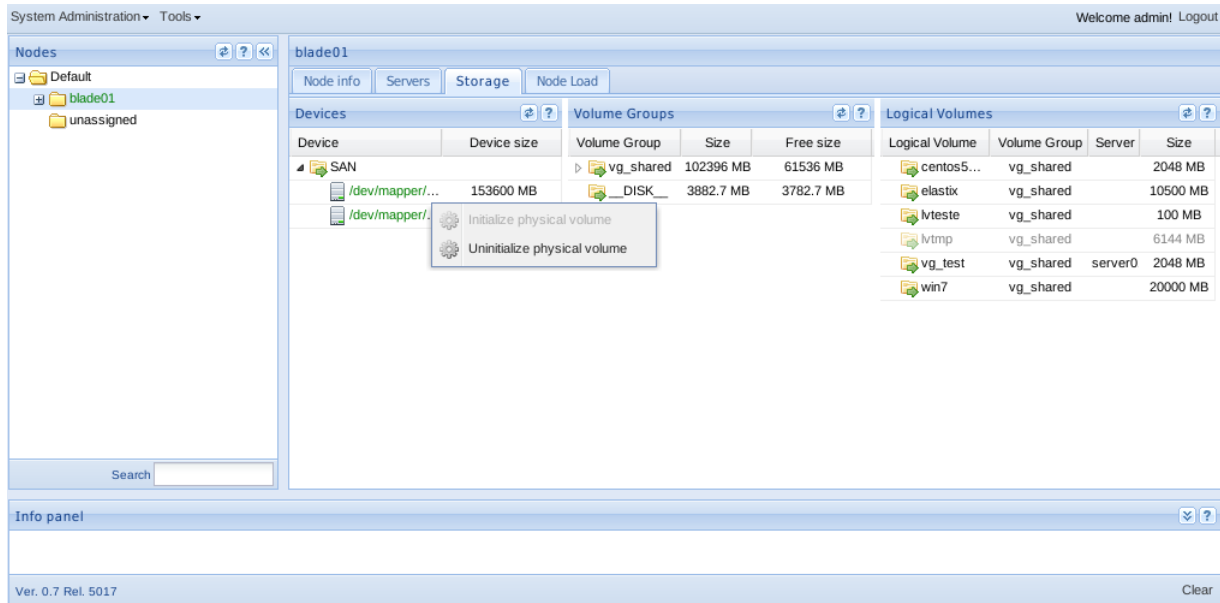 System Administration Tools Welcome admin! Logout
Nodes
Default
blade01
unassigned
Search
blade01
Node info Servers Storage Node Load
Devices
Device Device size
SAN
/dev/mapper/... 153600 MB
/dev/mapper/.
Initialize physical volume
Uninitialize physical volume
Volume Groups
Volume Group Size Free size
vg_shared 102396 MB 61536 MB
__DISK__ 3882.7 MB 3782.7 MB
Logical Volumes
Logical Volume Volume Group Server Size
centos5... vg_shared 2048 MB
elastix vg_shared 10500 MB
lvteste vg_shared 100 MB
lvtmp vg_shared 6144 MB
vg_test vg_shared server0 2048 MB
win7 vg_shared 20000 MB
Info panel
Ver. 0.7 Rel. 5017 Clear